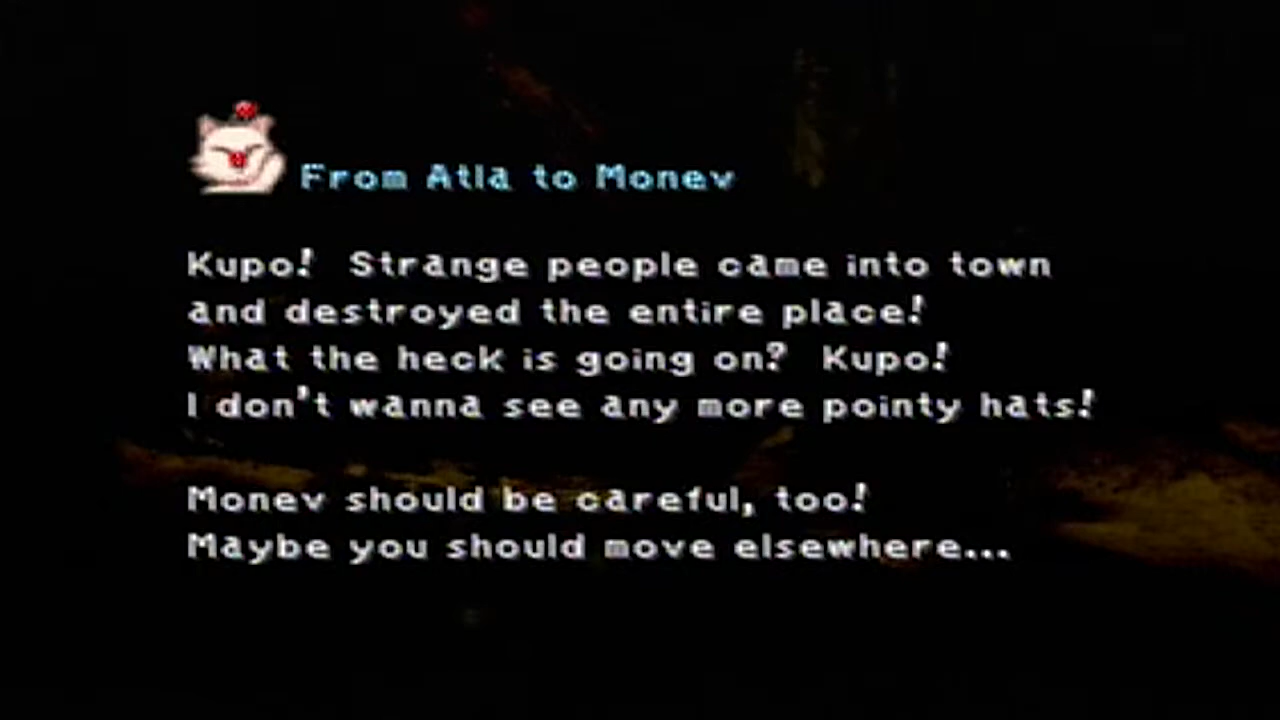 From Atla to Monev
Kupo!  Strange people came into town
and destroyed the entire place!
What the heck is going on?  Kupo!
I don't wanna see any more pointy hats!
Monev should be careful, too!
Maybe you should move elsewhere...